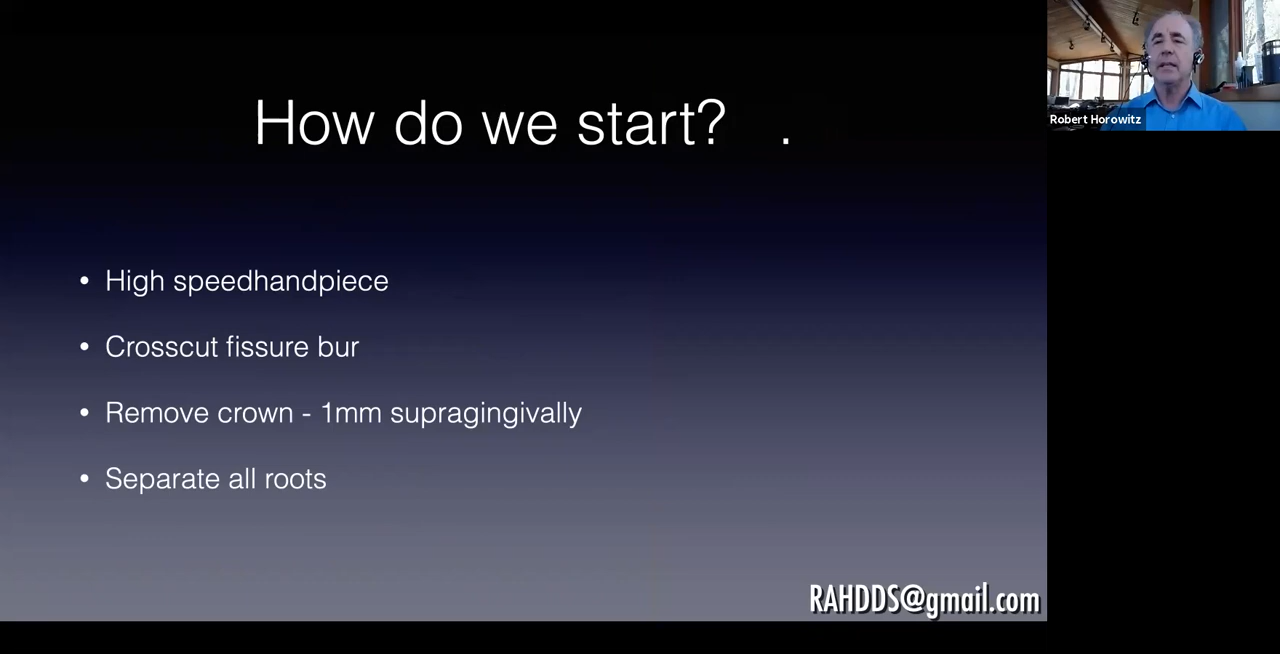 How do we start? .
Robert Horowitz
• High speedhandpiece
• Crosscut fissure bur
• Remove crown - 1mm supragingivally
• Separate all roots
RAHDDS@gmail.com